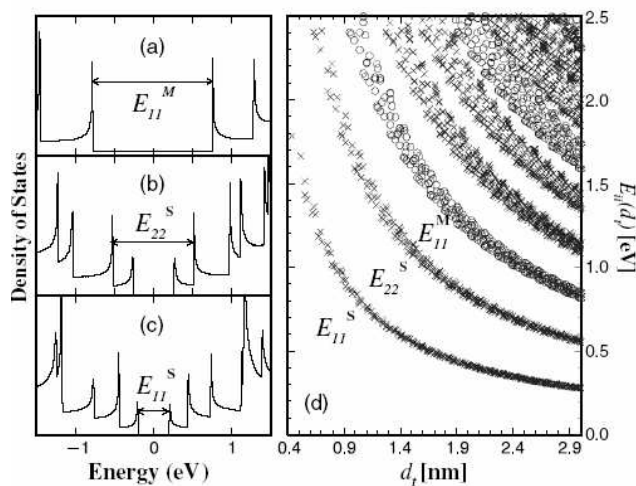 (a)
E₁₁ᴹ
(b)
E₂₂ˢ
(c)
E₁₁ˢ
Density of States
−1 0 1
Energy (eV)
2.5
2.0
1.5
1.0
0.5
0.0
Eᵢᵢ(dₜ) [eV]
E₁₁ᴹ
E₂₂ˢ
E₁₁ˢ
(d)
0.4 0.9 1.4 1.9 2.4 2.9
dₜ [nm]